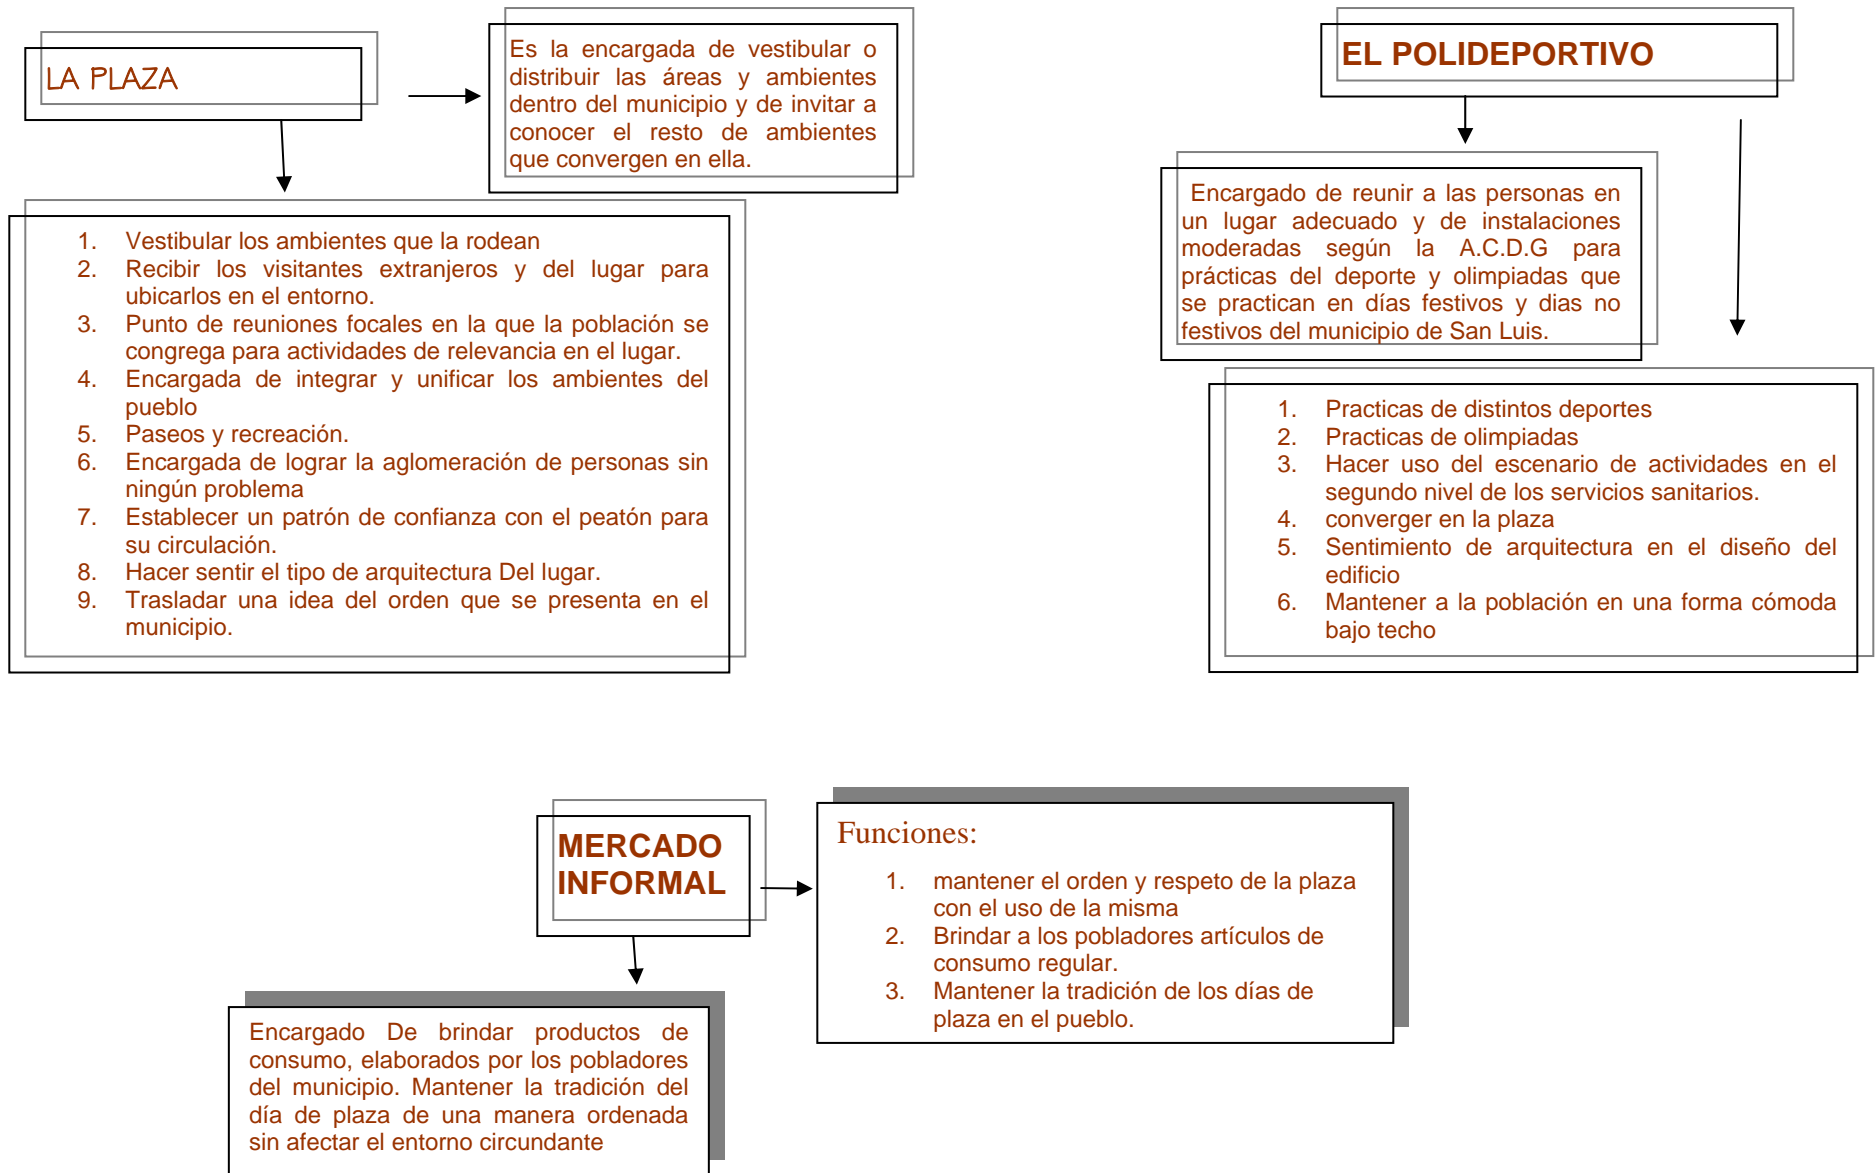 LA PLAZA
Es la encargada de vestibular o
distribuir las áreas y ambientes
dentro del municipio y de invitar a
conocer el resto de ambientes
que convergen en ella.
1. Vestibular los ambientes que la rodean
2. Recibir los visitantes extranjeros y del lugar para
ubicarlos en el entorno.
3. Punto de reuniones focales en la que la población se
congrega para actividades de relevancia en el lugar.
4. Encargada de integrar y unificar los ambientes del
pueblo
5. Paseos y recreación.
6. Encargada de lograr la aglomeración de personas sin
ningún problema
7. Establecer un patrón de confianza con el peatón para
su circulación.
8. Hacer sentir el tipo de arquitectura Del lugar.
9. Trasladar una idea del orden que se presenta en el
municipio.
EL POLIDEPORTIVO
Encargado de reunir a las personas en
un lugar adecuado y de instalaciones
moderadas según la A.C.D.G para
prácticas del deporte y olimpiadas que
se practican en días festivos y dias no
festivos del municipio de San Luis.
1. Practicas de distintos deportes
2. Practicas de olimpiadas
3. Hacer uso del escenario de actividades en el
segundo nivel de los servicios sanitarios.
4. converger en la plaza
5. Sentimiento de arquitectura en el diseño del
edificio
6. Mantener a la población en una forma cómoda
bajo techo
MERCADO
INFORMAL
Funciones:
1. mantener el orden y respeto de la plaza
con el uso de la misma
2. Brindar a los pobladores artículos de
consumo regular.
3. Mantener la tradición de los días de
plaza en el pueblo.
Encargado De brindar productos de
consumo, elaborados por los pobladores
del municipio. Mantener la tradición del
día de plaza de una manera ordenada
sin afectar el entorno circundante